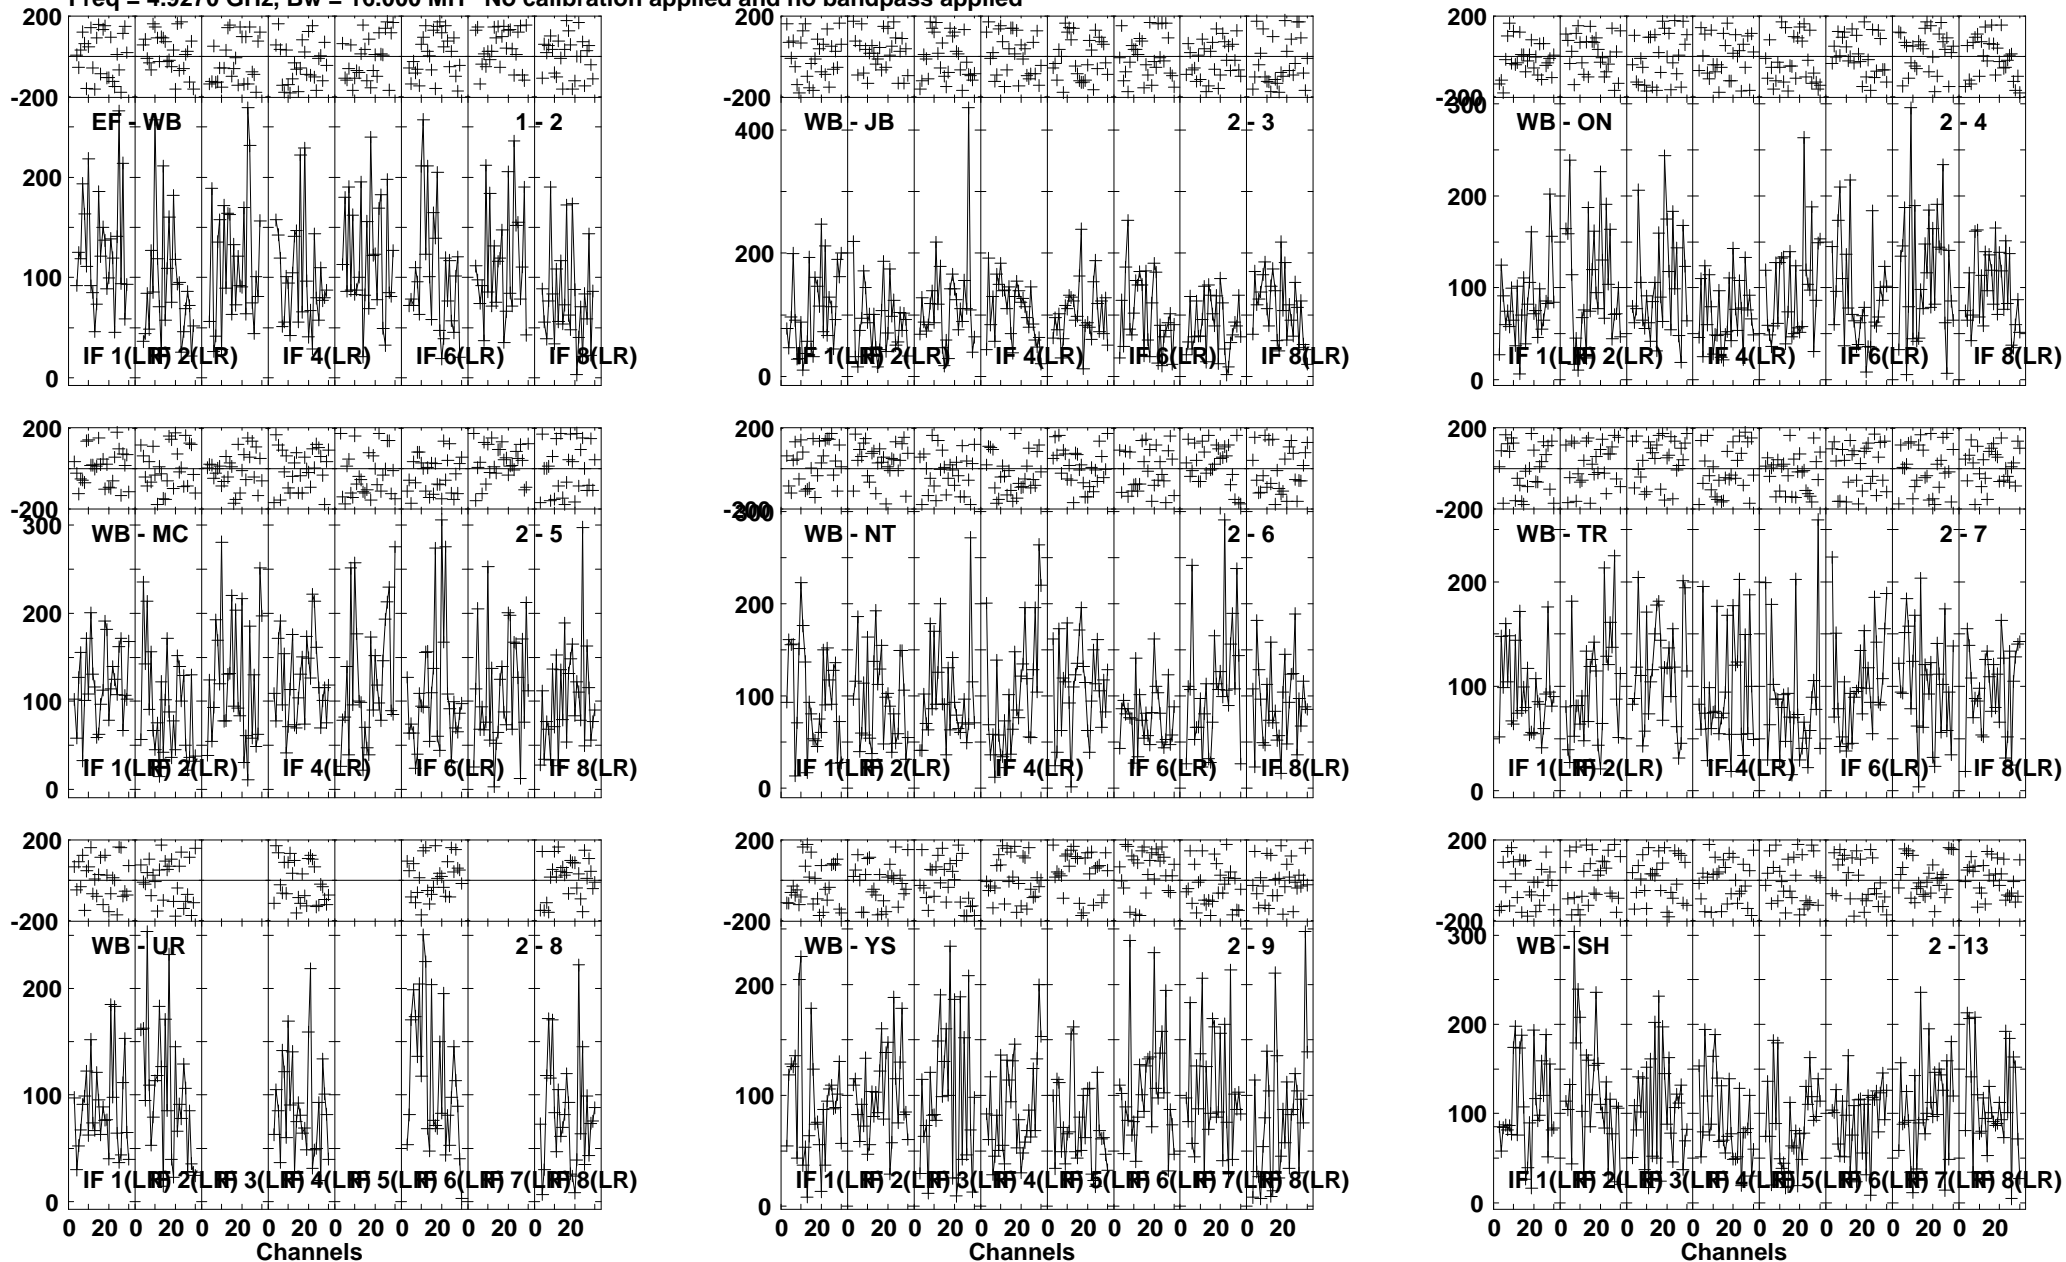 Freq = 4.9270 GHz, Bw = 16.000 MH No calibration applied and no bandpass applied
200
-200
EF - WB 1 - 2
200
100
0
IF 1(LR) IF 2(LR) IF 4(LR) IF 6(LR) IF 8(LR)
200
-200
WB - JB 2 - 3
400
200
0
IF 1(LR) IF 2(LR) IF 4(LR) IF 6(LR) IF 8(LR)
200
-200
300
WB - ON 2 - 4
200
100
0
IF 1(LR) IF 2(LR) IF 4(LR) IF 6(LR) IF 8(LR)
200
-200
300
WB - MC 2 - 5
200
100
0
IF 1(LR) IF 2(LR) IF 4(LR) IF 6(LR) IF 8(LR)
200
-200
300
WB - NT 2 - 6
200
100
0
IF 1(LR) IF 2(LR) IF 4(LR) IF 6(LR) IF 8(LR)
200
-200
WB - TR 2 - 7
200
100
0
IF 1(LR) IF 2(LR) IF 4(LR) IF 6(LR) IF 8(LR)
200
-200
WB - UR 2 - 8
200
100
0
IF 1(LR) IF 2(LR) IF 3(LR) IF 4(LR) IF 5(LR) IF 6(LR) IF 7(LR) IF 8(LR)
0 20 0 20 0 20 0 20 0 20 0 20 0 20 0 20
Channels
200
-200
WB - YS 2 - 9
200
100
0
IF 1(LR) IF 2(LR) IF 3(LR) IF 4(LR) IF 5(LR) IF 6(LR) IF 7(LR) IF 8(LR)
0 20 0 20 0 20 0 20 0 20 0 20 0 20 0 20
Channels
200
-200
300
WB - SH 2 - 13
200
100
0
IF 1(LR) IF 2(LR) IF 3(LR) IF 4(LR) IF 5(LR) IF 6(LR) IF 7(LR) IF 8(LR)
0 20 0 20 0 20 0 20 0 20 0 20 0 20 0 20
Channels